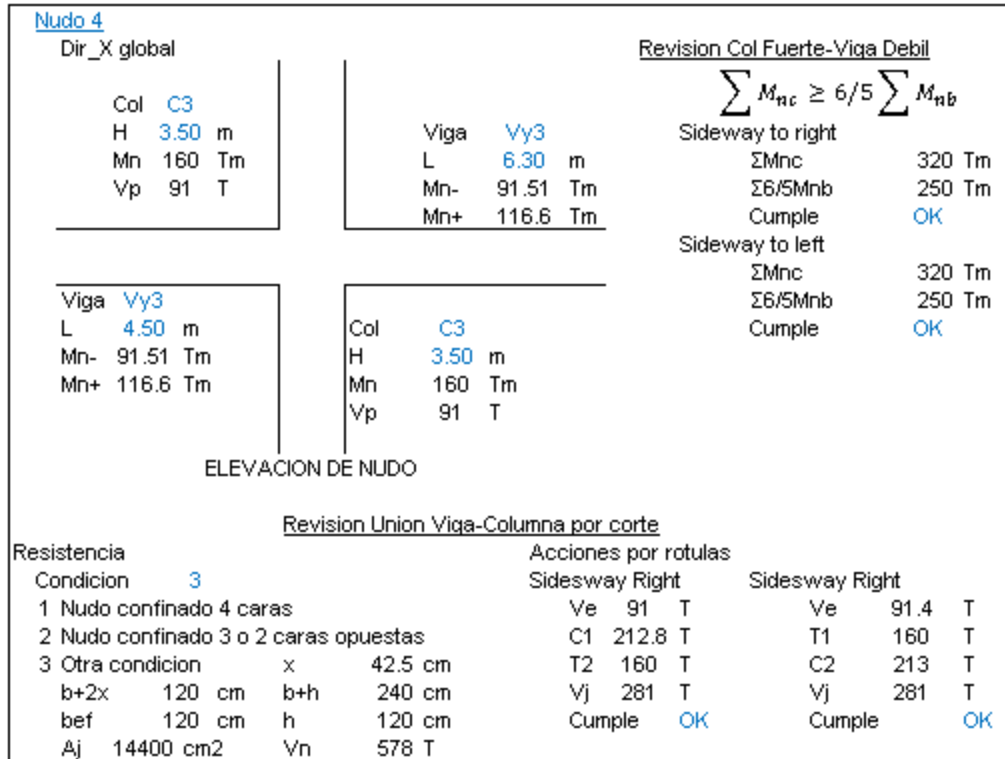 Nudo 4
Dir_X global
Col C3
H 3.50 m
Mn 160 Tm
Vp 91 T
Viga Vy3
L 6.30 m
Mn- 91.51 Tm
Mn+ 116.6 Tm
Viga Vy3
L 4.50 m
Mn- 91.51 Tm
Mn+ 116.6 Tm
Col C3
H 3.50 m
Mn 160 Tm
Vp 91 T
ELEVACION DE NUDO
Revision Col Fuerte-Viga Debil
∑ M_nc ≥ 6/5 ∑ M_nb
Sideway to right
ΣMnc 320 Tm
Σ6/5Mnb 250 Tm
Cumple OK
Sideway to left
ΣMnc 320 Tm
Σ6/5Mnb 250 Tm
Cumple OK
Revision Union Viga-Columna por corte
Resistencia
Condicion 3
1 Nudo confinado 4 caras
2 Nudo confinado 3 o 2 caras opuestas
3 Otra condicion x 42.5 cm
b+2x 120 cm b+h 240 cm
bef 120 cm h 120 cm
Aj 14400 cm2 Vn 578 T
Acciones por rotulas
Sidesway Right
Ve 91 T
C1 212.8 T
T2 160 T
Vj 281 T
Cumple OK
Sidesway Right
Ve 91.4 T
T1 160 T
C2 213 T
Vj 281 T
Cumple OK